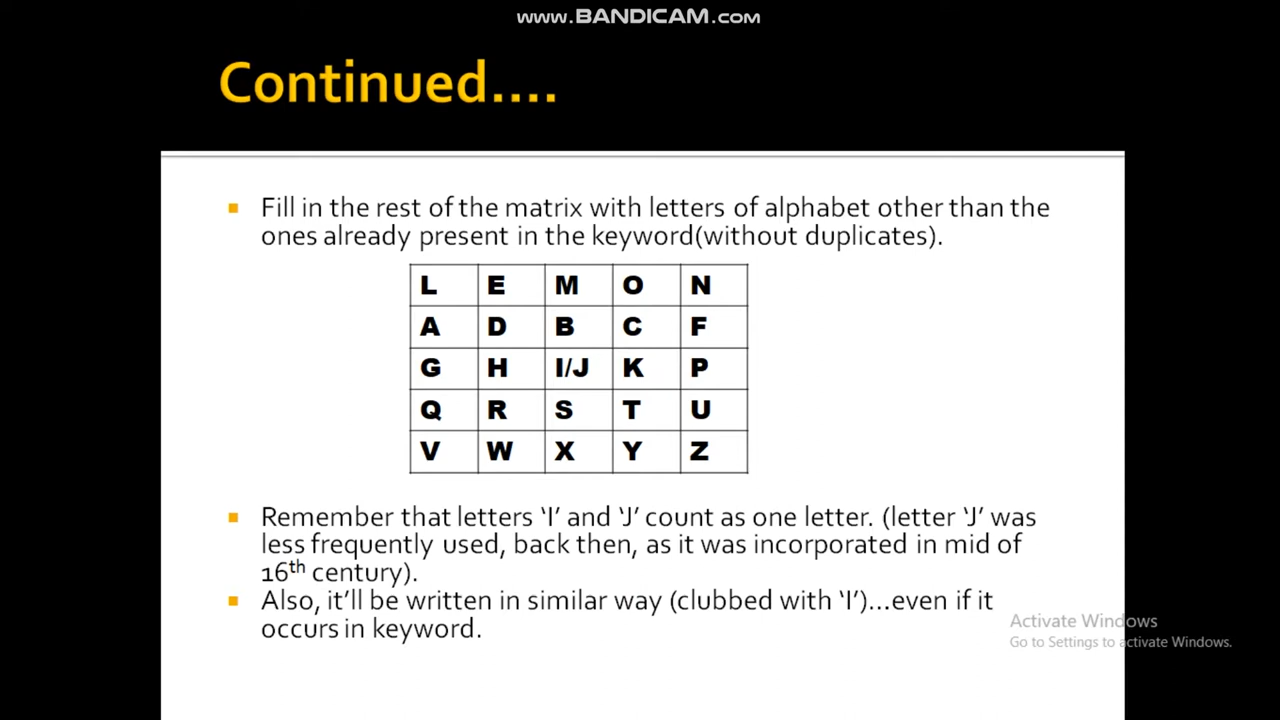 www.BANDICAM.com
Continued....
Fill in the rest of the matrix with letters of alphabet other than the
ones already present in the keyword(without duplicates).
L E M O N
A D B C F
G H I/J K P
Q R S T U
V W X Y Z
Remember that letters ‘I’ and ‘J’ count as one letter. (letter ‘J’ was
less frequently used, back then, as it was incorporated in mid of
16th century).
Also, it’ll be written in similar way (clubbed with ‘I’)...even if it
occurs in keyword.
Activate Windows
Go to Settings to activate Windows.